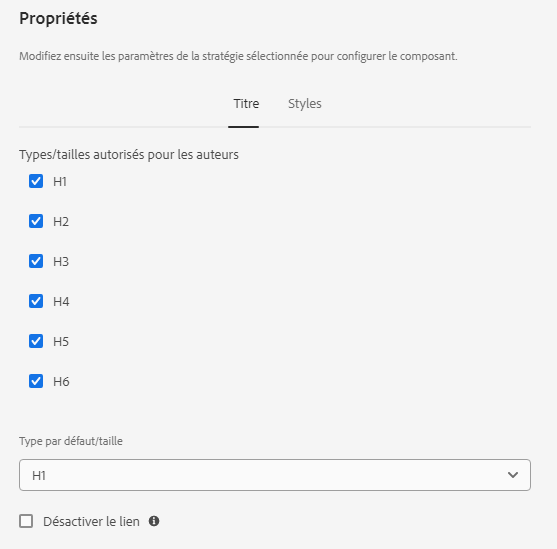 Propriétés
Modifiez ensuite les paramètres de la stratégie sélectionnée pour configurer le composant.
Titre Styles
Types/tailles autorisés pour les auteurs
H1
H2
H3
H4
H5
H6
Type par défaut/taille
H1
Désactiver le lien